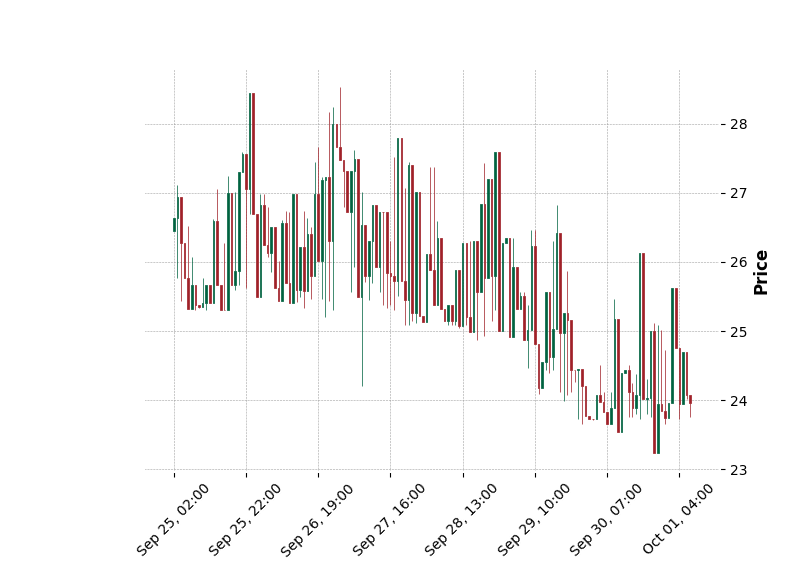 28
27
26
25
24
23
Price
Sep 25, 02:00
Sep 25, 22:00
Sep 26, 19:00
Sep 27, 16:00
Sep 28, 13:00
Sep 29, 10:00
Sep 30, 07:00
Oct 01, 04:00